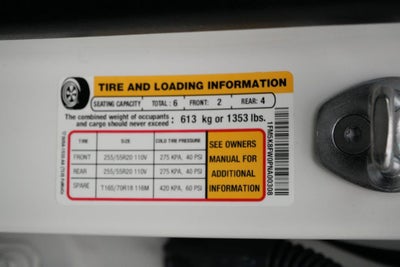 TIRE AND LOADING INFORMATION
SEATING CAPACITY TOTAL : 6 FRONT: 2 REAR: 4
The combined weight of occupants
and cargo should never exceed : 613 kg or 1353 lbs.
TIRE SIZE COLD TIRE PRESSURE
FRONT 255/55R20 110V 275 KPA, 40 PSI
REAR 255/55R20 110V 275 KPA, 40 PSI
SPARE T165/70R18 116M 420 KPA, 60 PSI
SEE OWNERS
MANUAL FOR
ADDITIONAL
INFORMATION